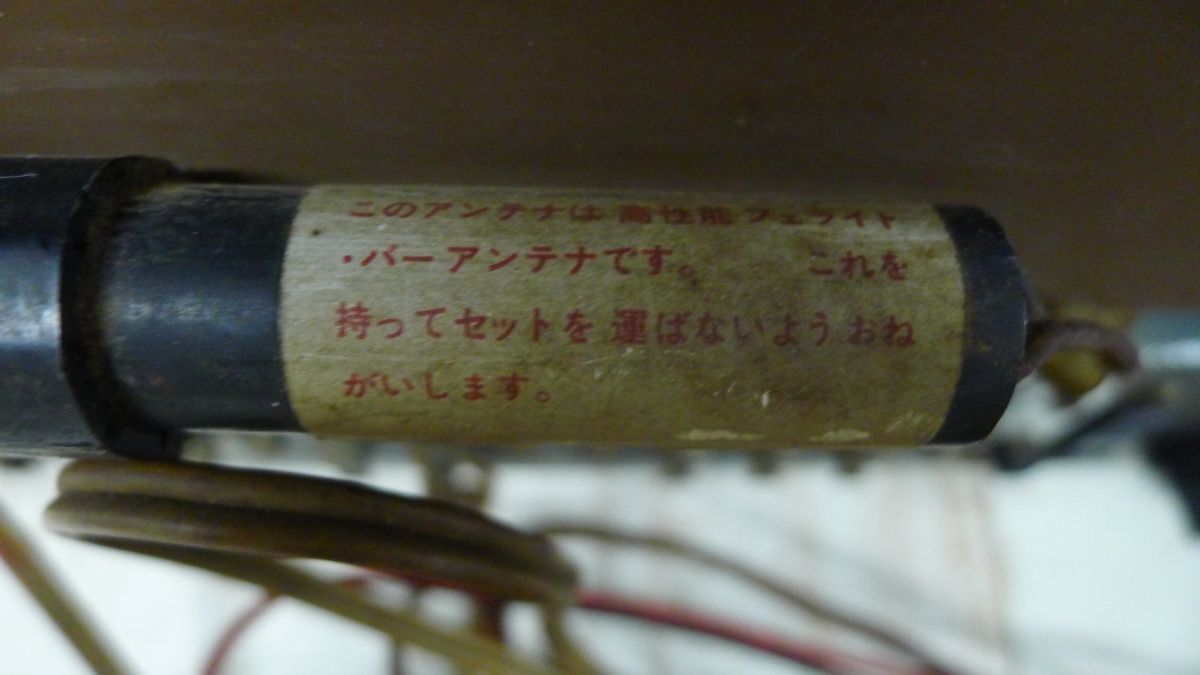 このアンテナは 高性能フェライト
・バーアンテナです。 これを
持ってセットを 運ばないよう おね
がいします。